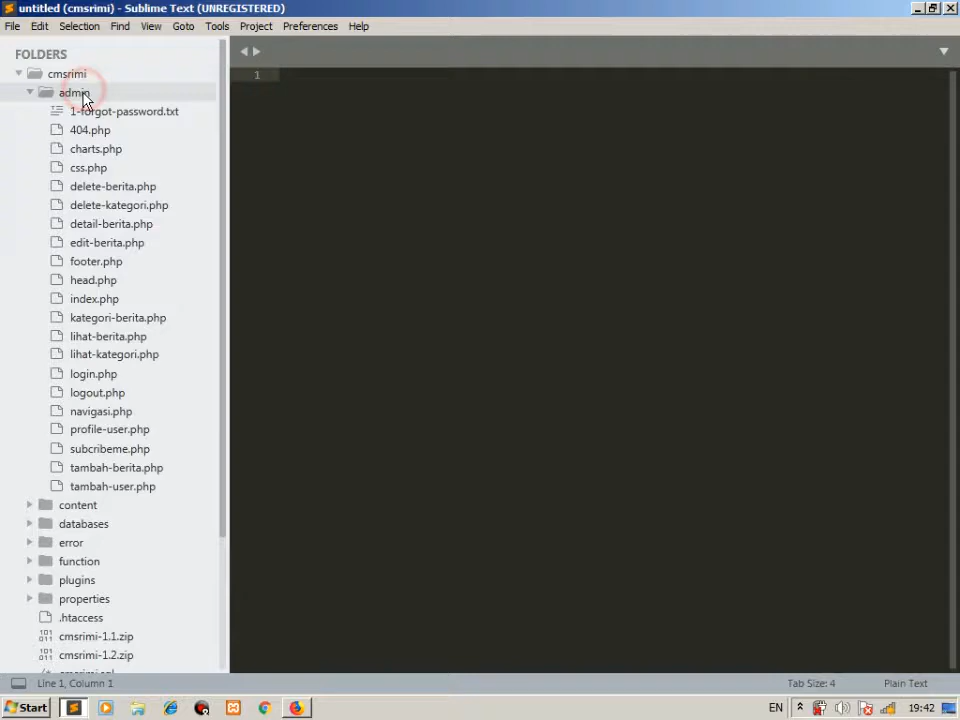 untitled (cmsrimi) - Sublime Text (UNREGISTERED)
File Edit Selection Find View Goto Tools Project Preferences Help
FOLDERS
cmsrimi
admin
1-forgot-password.txt
404.php
charts.php
css.php
delete-berita.php
delete-kategori.php
detail-berita.php
edit-berita.php
footer.php
head.php
index.php
kategori-berita.php
lihat-berita.php
lihat-kategori.php
login.php
logout.php
navigasi.php
profile-user.php
subcribeme.php
tambah-berita.php
tambah-user.php
content
databases
error
function
plugins
properties
.htaccess
cmsrimi-1.1.zip
cmsrimi-1.2.zip
1
Line 1, Column 1 Tab Size: 4 Plain Text
Start EN 19:42